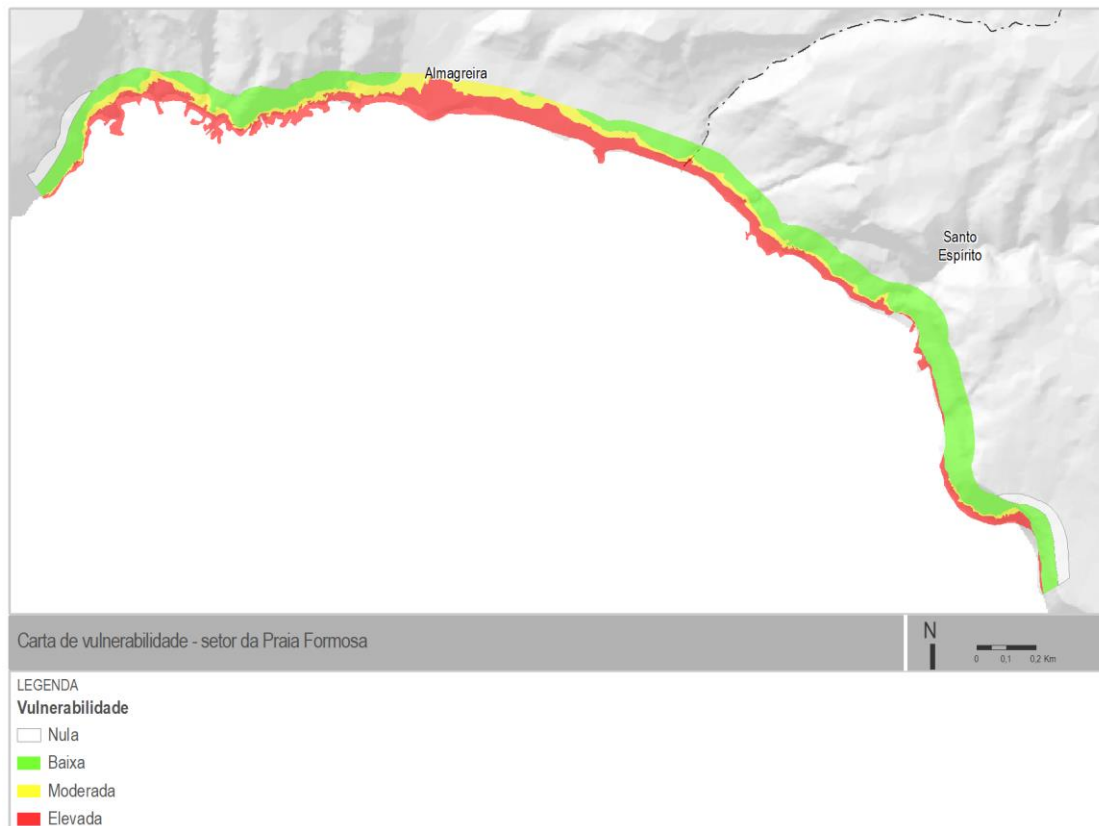 Almagreira
Santo
Espirito
Carta de vulnerabilidade - setor da Praia Formosa
N
0 0,1 0,2 Km
LEGENDA
Vulnerabilidade
Nula
Baixa
Moderada
Elevada